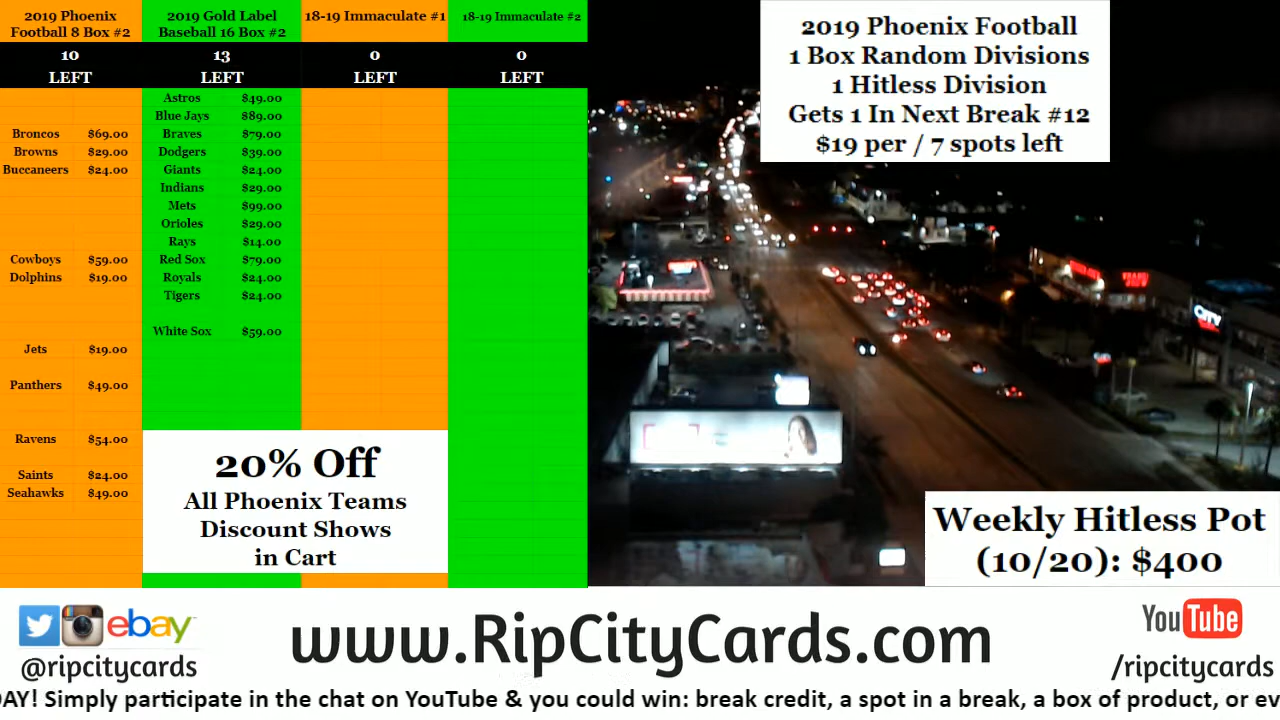 2019 Phoenix
Football 8 Box #2
10
LEFT
Broncos $69.00
Browns $29.00
Buccaneers $24.00
Cowboys $59.00
Dolphins $19.00
Jets $19.00
Panthers $49.00
Ravens $54.00
Saints $24.00
Seahawks $49.00
2019 Gold Label
Baseball 16 Box #2
13
LEFT
Astros $49.00
Blue Jays $89.00
Braves $79.00
Dodgers $39.00
Giants $24.00
Indians $29.00
Mets $99.00
Orioles $29.00
Rays $14.00
Red Sox $79.00
Royals $24.00
Tigers $24.00
White Sox $59.00
18-19 Immaculate #1
0
LEFT
18-19 Immaculate #2
0
LEFT
20% Off
All Phoenix Teams
Discount Shows
in Cart
2019 Phoenix Football
1 Box Random Divisions
1 Hitless Division
Gets 1 In Next Break #12
$19 per / 7 spots left
CITY
Weekly Hitless Pot
(10/20): $400
ebay
@ripcitycards
www.RipCityCards.com
YouTube
/ripcitycards
DAY! Simply participate in the chat on YouTube & you could win: break credit, a spot in a break, a box of product, or ev